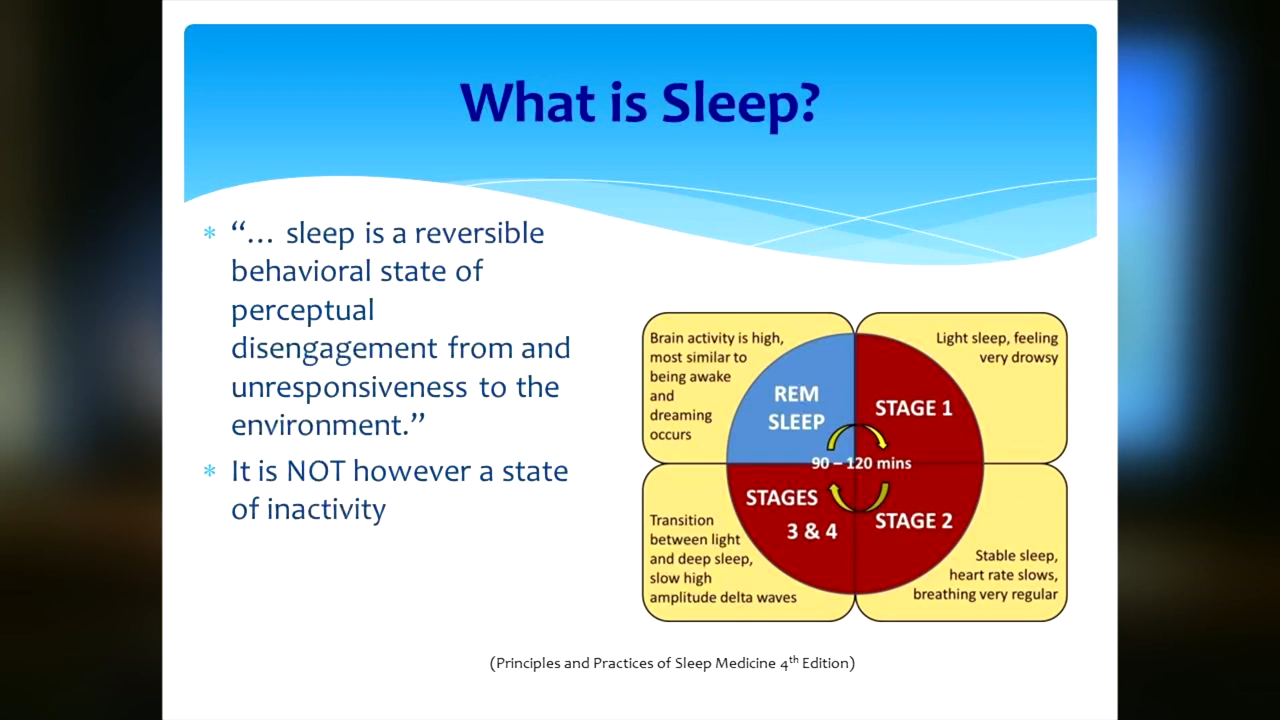 What is Sleep?
“… sleep is a reversible
behavioral state of
perceptual
disengagement from and
unresponsiveness to the
environment.”
It is NOT however a state
of inactivity
Brain activity is high,
most similar to
being awake
and
dreaming
occurs
REM
SLEEP
Light sleep, feeling
very drowsy
STAGE 1
90 – 120 mins
STAGES
3 & 4
Transition
between light
and deep sleep,
slow high
amplitude delta waves
STAGE 2
Stable sleep,
heart rate slows,
breathing very regular
(Principles and Practices of Sleep Medicine 4th Edition)